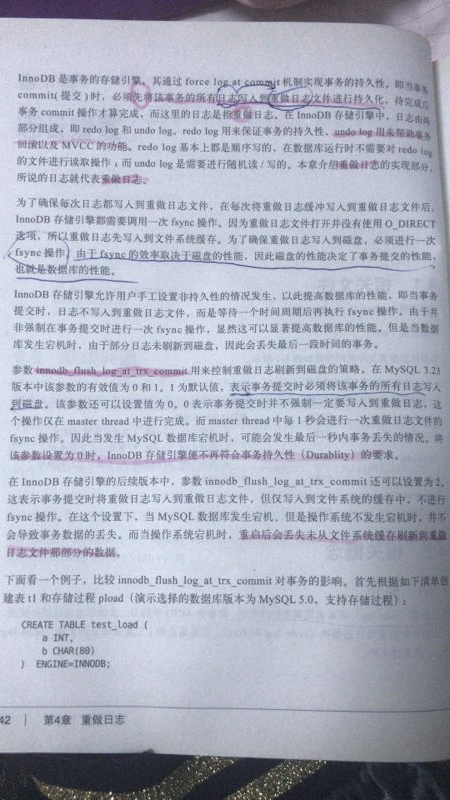 InnoDB 是事务的存储引擎，其通过 force log at commit 机制实现事务的持久性，即当事务
commit( 提交 ) 时，必须先将该事务的所有日志写入到重做日志文件进行持久化，待完成后
事务 commit 操作才算完成，而这里的日志是指重做日志。在 InnoDB 存储引擎中，日志由两
部分组成，即 redo log 和 undo log。redo log 用来保证事务的持久性，undo log 用来帮助事务
回滚以及 MVCC 的功能。redo log 基本上都是顺序写的，在数据库运行时不需要对 redo log
的文件进行读取操作；而 undo log 是需要进行随机读 / 写的。本章介绍重做日志的实现部分，
所说的日志就代表重做日志。
为了确保每次日志都写入到重做日志文件，在每次将重做日志缓冲写入到重做日志文件后，
InnoDB 存储引擎都需要调用一次 fsync 操作。因为重做日志文件打开并没有使用 O_DIRECT
选项，所以重做日志先写入到文件系统缓存。为了确保重做日志写入到磁盘，必须进行一次
fsync 操作。由于 fsync 的效率取决于磁盘的性能，因此磁盘的性能决定了事务提交的性能，
也就是数据库的性能。
InnoDB 存储引擎允许用户手工设置非持久性的情况发生，以此提高数据库的性能，即当事务
提交时，日志不写入到重做日志文件，而是等待一个时间周期后再执行 fsync 操作。由于并
非强制在事务提交时进行一次 fsync 操作，显然这可以显著提高数据库的性能。但是当数据
库发生宕机时，由于部分日志未刷新到磁盘，因此会丢失最后一段时间的事务。
参数 innodb_flush_log_at_trx_commit 用来控制重做日志刷新到磁盘的策略。在 MySQL 3.23
版本中该参数的有效值为 0 和 1。1 为默认值，表示事务提交时必须将该事务的所有日志写入
到磁盘。该参数还可以设置值为 0。0 表示事务提交时并不强制一定要写入到重做日志，这
个操作仅在 master thread 中进行完成，而 master thread 中每 1 秒会进行一次重做日志文件的
fsync 操作。因此当发生 MySQL 数据库宕机时，可能会发生最后一秒内事务丢失的情况。将
该参数设置为 0 时，InnoDB 存储引擎便不再符合事务持久性（Durablity）的要求。
在 InnoDB 存储引擎的后续版本中，参数 innodb_flush_log_at_trx_commit 还可以设置为 2。
这表示事务提交时将重做日志写入到重做日志文件，但仅写入到文件系统的缓存中，不进行
fsync 操作。在这个设置下，当 MySQL 数据库发生宕机，但是操作系统不发生宕机时，并不
会导致事务数据的丢失。而当操作系统宕机时，重启后会丢失未从文件系统缓存刷新到重做
日志文件那部分的数据。
下面看一个例子，比较 innodb_flush_log_at_trx_commit 对事务的影响。首先根据如下清单创
建表 t1 和存储过程 pload（演示选择的数据库版本为 MySQL 5.0，支持存储过程）：
CREATE TABLE test_load (
a INT,
b CHAR(80)
) ENGINE=INNODB;
42 | 第4章 重做日志